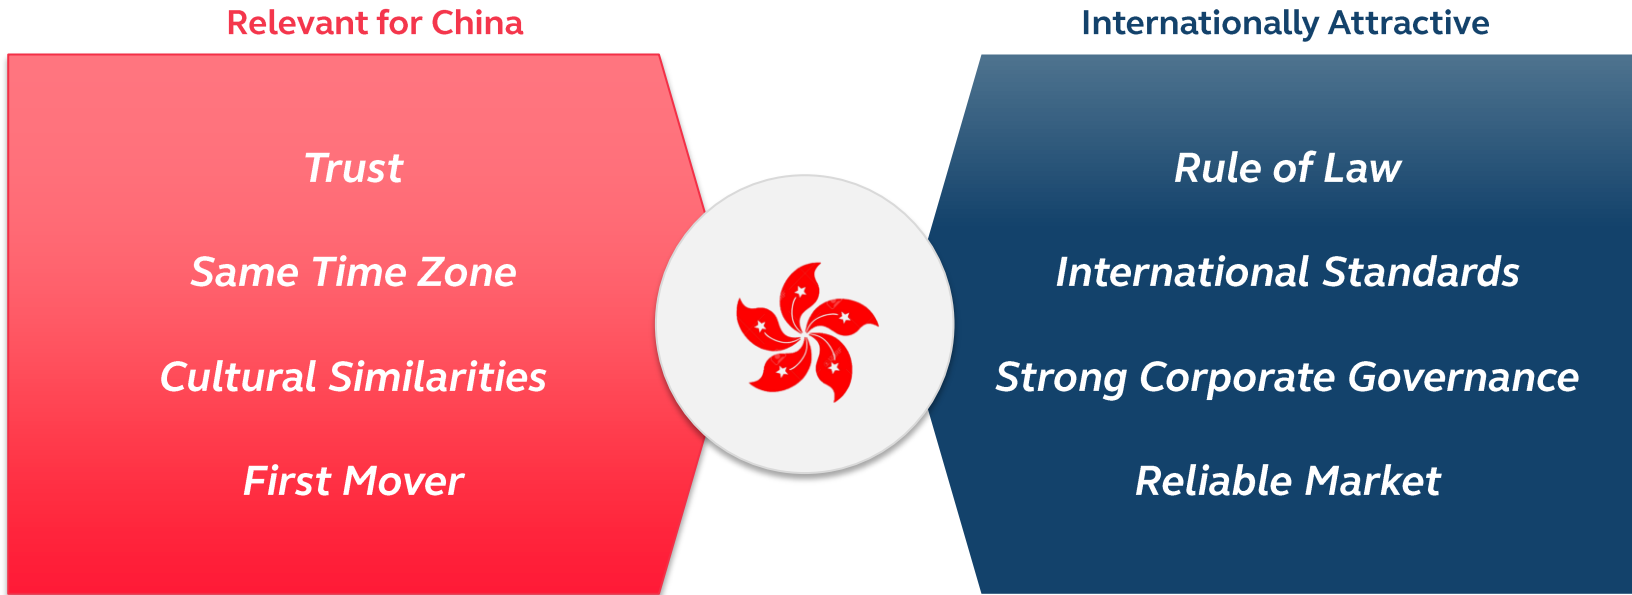 Relevant for China
Internationally Attractive
Trust
Same Time Zone
Cultural Similarities
First Mover
Rule of Law
International Standards
Strong Corporate Governance
Reliable Market